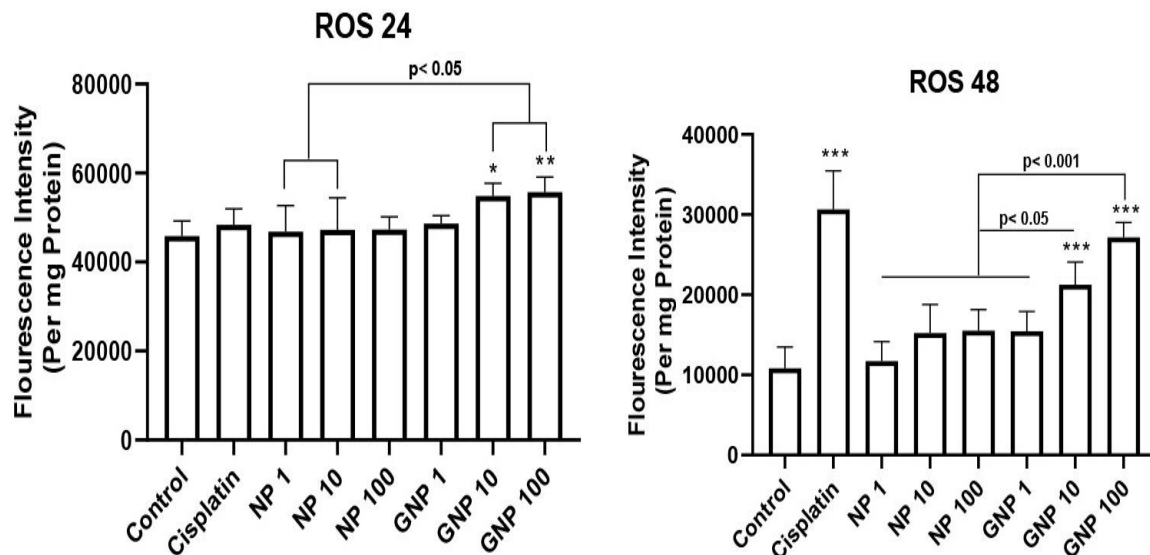 ROS 24
p< 0.05
80000
60000
40000
20000
0
Flourescence Intensity
(Per mg Protein)
*
**
Control
Cisplatin
NP 1
NP 10
NP 100
GNP 1
GNP 10
GNP 100
ROS 48
40000
30000
20000
10000
0
Flourescence Intensity
(Per mg Protein)
***
p< 0.001
p< 0.05
***
***
Control
Cisplatin
NP 1
NP 10
NP 100
GNP 1
GNP 10
GNP 100